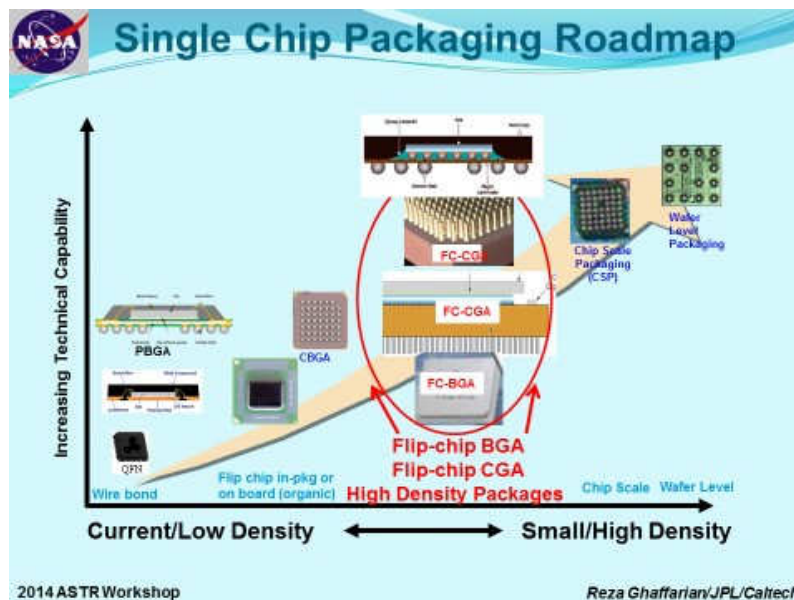 NASA
Single Chip Packaging Roadmap
Increasing Technical Capability
FC-CGA
FC-CGA
FC-BGA
Chip Scale
Packaging
(CSP)
Wafer
Level
Packaging
PBGA
CBGA
QFN
Wire bond
Flip chip in-pkg or
on board (organic)
Flip-chip BGA
Flip-chip CGA
High Density Packages
Chip Scale
Wafer Level
Current/Low Density
Small/High Density
2014 ASTR Workshop
Reza Ghaffarian/JPL/Caltech